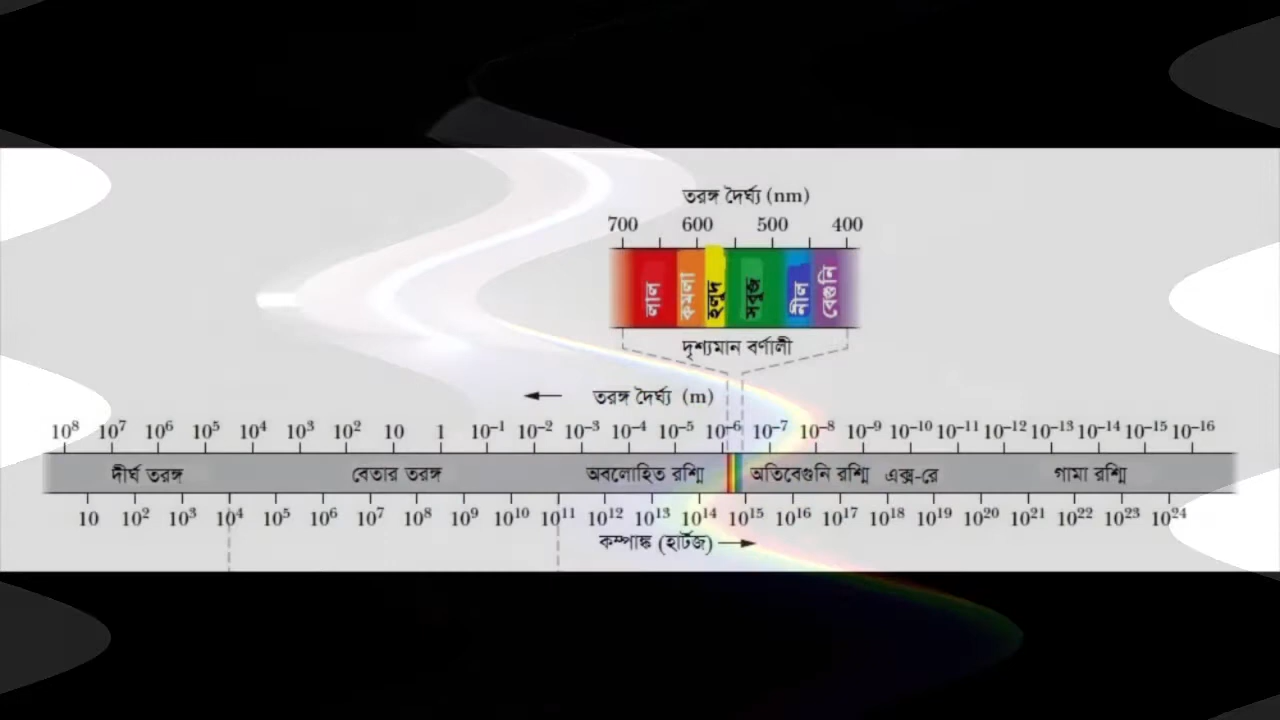 তরঙ্গ দৈর্ঘ্য (nm)
700 600 500 400
লাল কমলা হলুদ সবুজ নীল বেগুনি
দৃশ্যমান বর্ণালী
তরঙ্গ দৈর্ঘ্য (m)
10⁸ 10⁷ 10⁶ 10⁵ 10⁴ 10³ 10² 10 1 10⁻¹ 10⁻² 10⁻³ 10⁻⁴ 10⁻⁵ 10⁻⁶ 10⁻⁷ 10⁻⁸ 10⁻⁹ 10⁻¹⁰ 10⁻¹¹ 10⁻¹² 10⁻¹³ 10⁻¹⁴ 10⁻¹⁵ 10⁻¹⁶
দীর্ঘ তরঙ্গ বেতার তরঙ্গ অবলোহিত রশ্মি অতিবেগুনি রশ্মি এক্স-রে গামা রশ্মি
10 10² 10³ 10⁴ 10⁵ 10⁶ 10⁷ 10⁸ 10⁹ 10¹⁰ 10¹¹ 10¹² 10¹³ 10¹⁴ 10¹⁵ 10¹⁶ 10¹⁷ 10¹⁸ 10¹⁹ 10²⁰ 10²¹ 10²² 10²³ 10²⁴
কম্পাঙ্ক (হার্টজ)